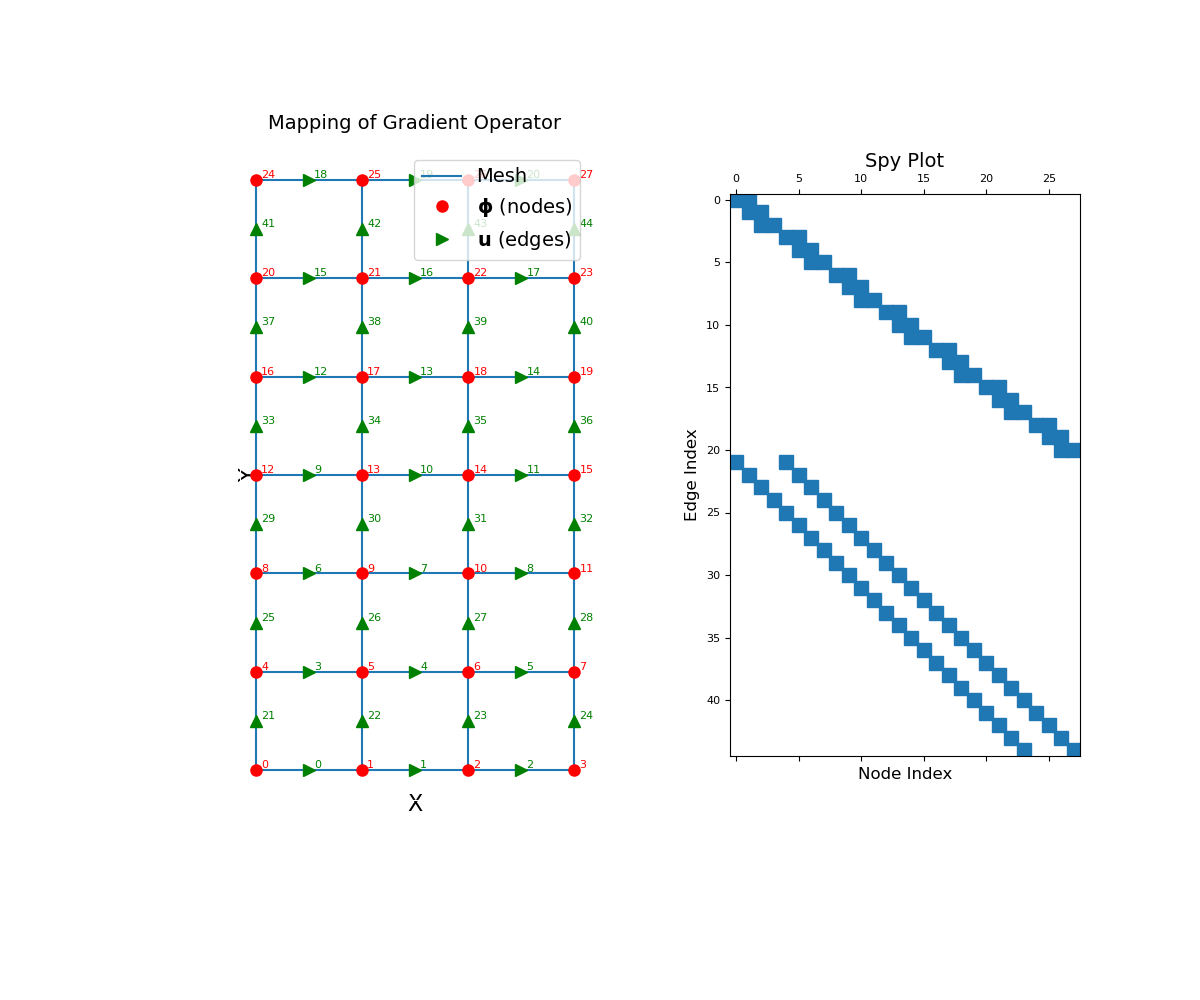 Mapping of Gradient Operator
24 18 25 19 20 27
Mesh
ϕ (nodes)
u (edges)
41 42 43 44
20 15 21 16 22 17 23
37 38 39 40
16 12 17 13 18 14 19
33 34 35 36
12 9 13 10 14 11 15
Y
29 30 31 32
8 6 9 7 10 8 11
25 26 27 28
4 3 5 4 6 5 7
21 22 23 24
0 0 1 1 2 2 3
X
Spy Plot
0 5 10 15 20 25
0
5
10
15
20
25
30
35
40
Edge Index
Node Index